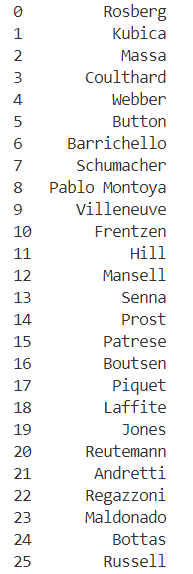 0 Rosberg
1 Kubica
2 Massa
3 Coulthard
4 Webber
5 Button
6 Barrichello
7 Schumacher
8 Pablo Montoya
9 Villeneuve
10 Frentzen
11 Hill
12 Mansell
13 Senna
14 Prost
15 Patrese
16 Boutsen
17 Piquet
18 Laffite
19 Jones
20 Reutemann
21 Andretti
22 Regazzoni
23 Maldonado
24 Bottas
25 Russell